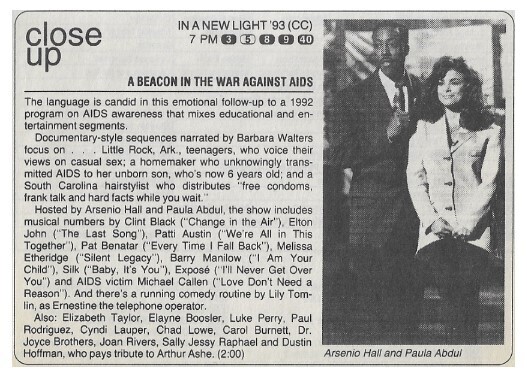 close
up
IN A NEW LIGHT '93 (CC)
7 PM 3 5 8 9 40
A BEACON IN THE WAR AGAINST AIDS
The language is candid in this emotional follow-up to a 1992
program on AIDS awareness that mixes educational and en-
tertainment segments.
Documentary-style sequences narrated by Barbara Walters
focus on . . . Little Rock, Ark., teenagers, who voice their
views on casual sex; a homemaker who unknowingly trans-
mitted AIDS to her unborn son, who's now 6 years old; and a
South Carolina hairstylist who distributes "free condoms,
frank talk and hard facts while you wait."
Hosted by Arsenio Hall and Paula Abdul, the show includes
musical numbers by Clint Black ("Change in the Air"), Elton
John ("The Last Song"), Patti Austin ("We're All in This
Together"), Pat Benatar ("Every Time I Fall Back"), Melissa
Etheridge ("Silent Legacy"), Barry Manilow ("I Am Your
Child"), Silk ("Baby, It's You"), Exposé ("I'll Never Get Over
You") and AIDS victim Michael Callen ("Love Don't Need a
Reason"). And there's a running comedy routine by Lily Tom-
lin, as Ernestine the telephone operator.
Also: Elizabeth Taylor, Elayne Boosler, Luke Perry, Paul
Rodriguez, Cyndi Lauper, Chad Lowe, Carol Burnett, Dr.
Joyce Brothers, Joan Rivers, Sally Jessy Raphael and Dustin
Hoffman, who pays tribute to Arthur Ashe. (2:00)
Arsenio Hall and Paula Abdul